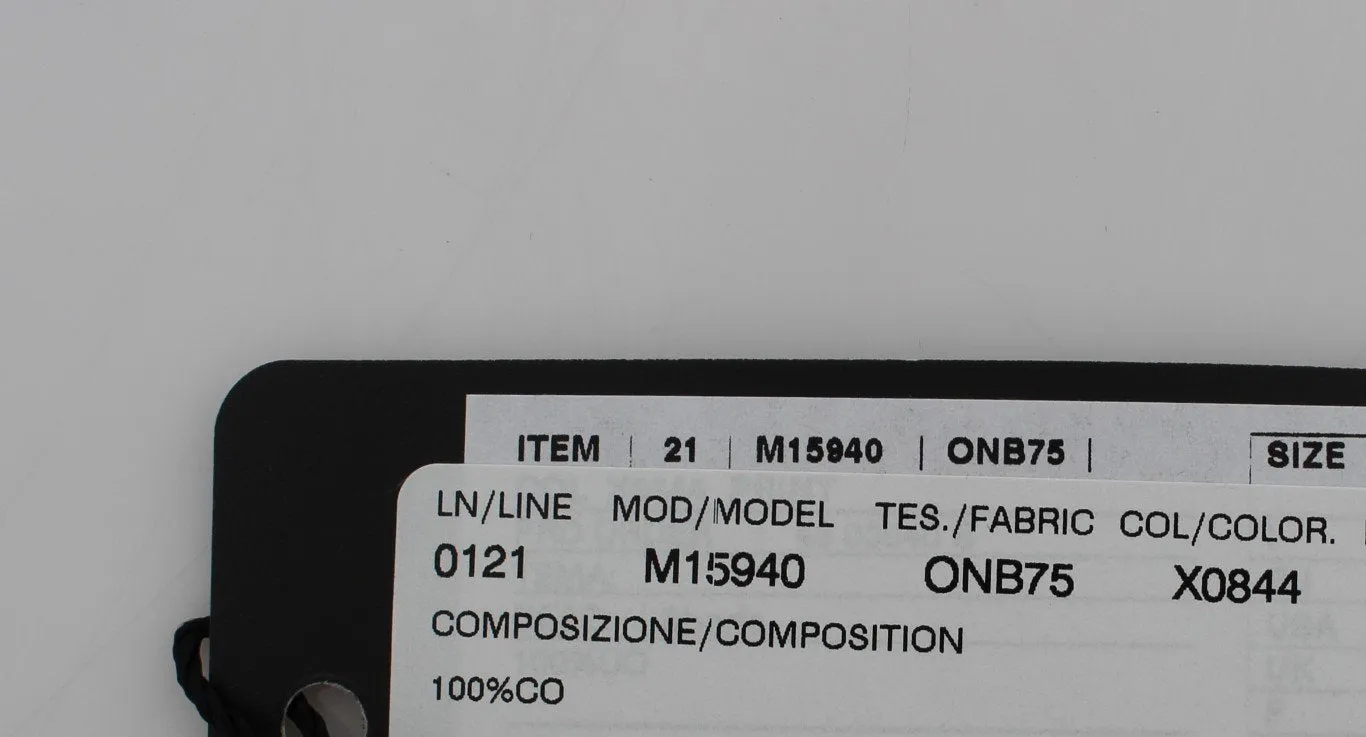 ITEM | 21 | M15940 | ONB75 | SIZE
LN/LINE MOD/MODEL TES./FABRIC COL/COLOR.
0121 M15940 ONB75 X0844
COMPOSIZIONE/COMPOSITION
100%CO